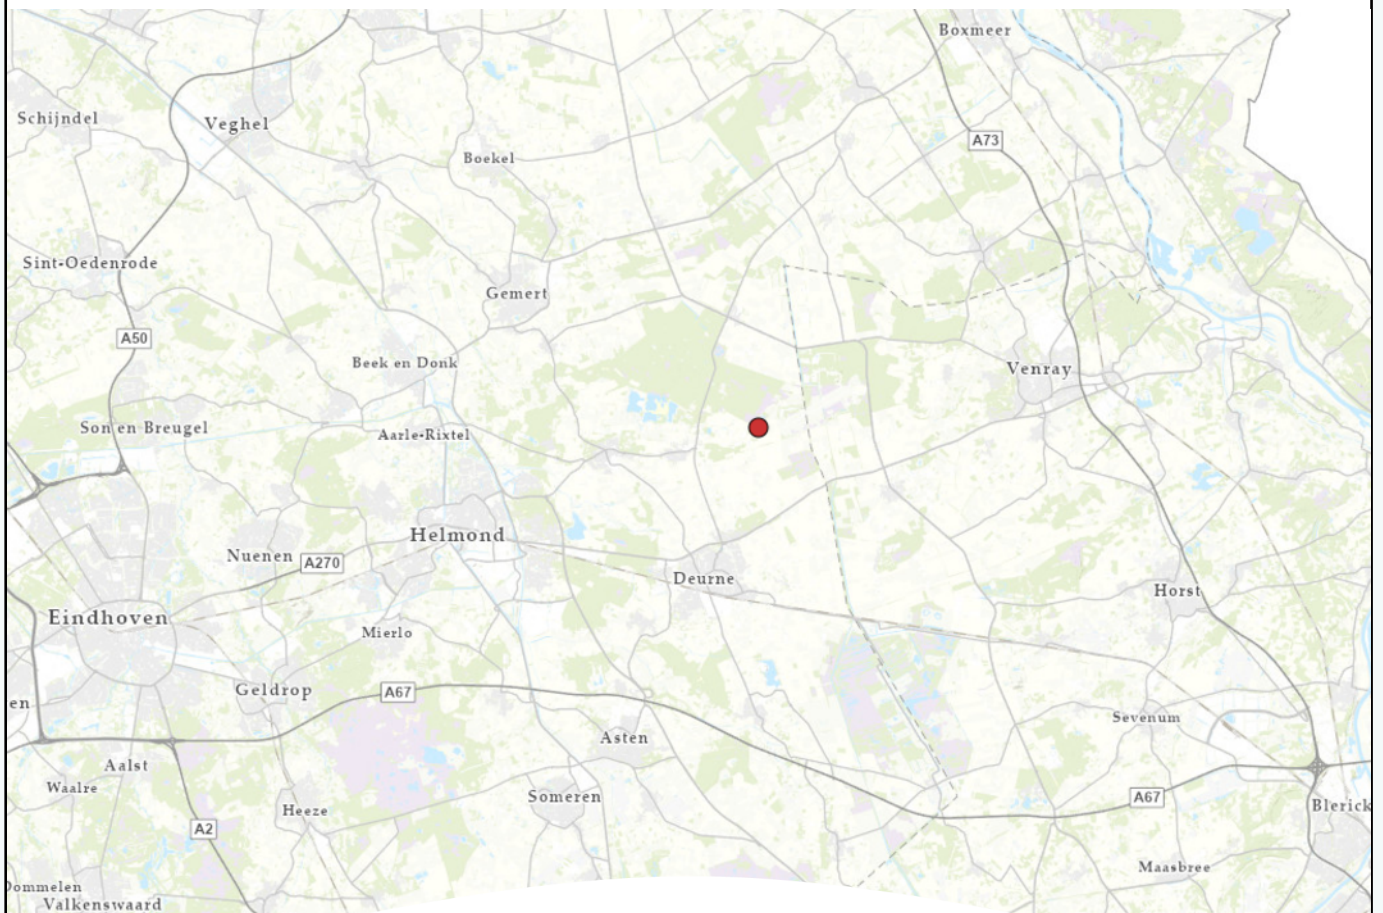 Boxmeer
Schijndel
Veghel
A73
Boekel
Sint-Oedenrode
Gemert
A50
Beek en Donk
Venray
Son en Breugel
Aarle-Rixtel
Helmond
Nuenen
A270
Deurne
Horst
Eindhoven
Mierlo
Geldrop
A67
en
Sevenum
Asten
Aalst
Waalre
Someren
A67
Heeze
Blerick
A2
Maasbree
Dommelen
Valkenswaard